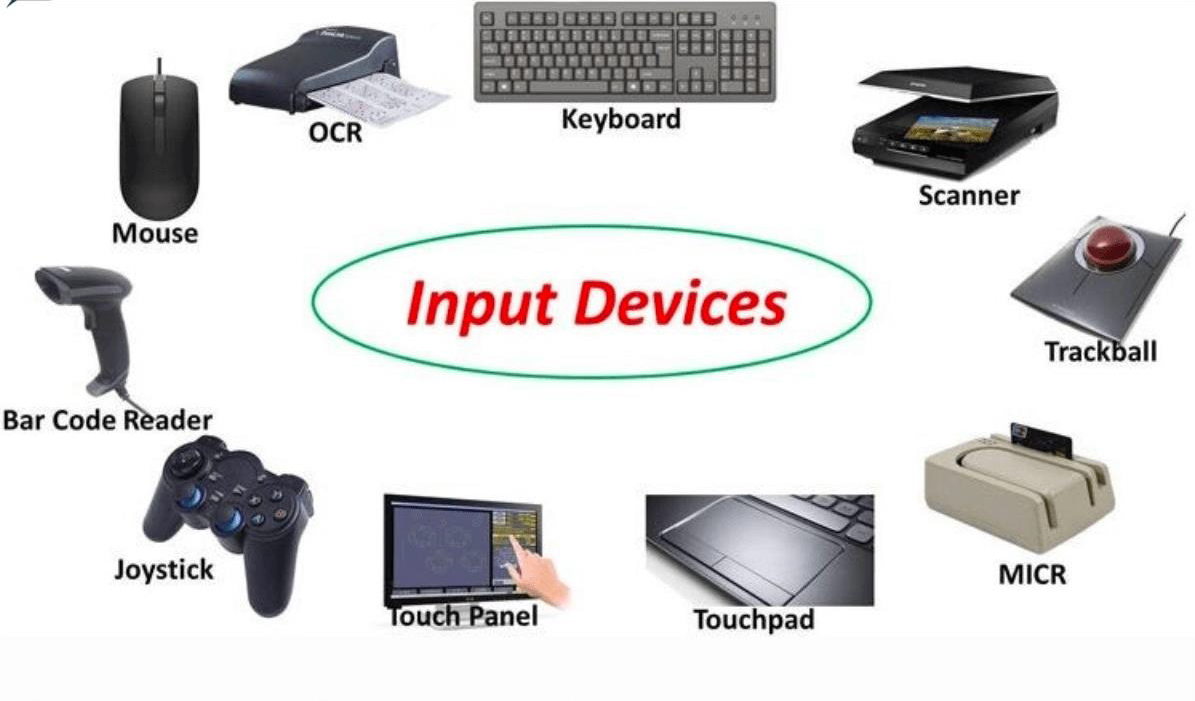 Keyboard
OCR
Scanner
Mouse
Input Devices
Trackball
Bar Code Reader
Joystick
MICR
Touch Panel
Touchpad